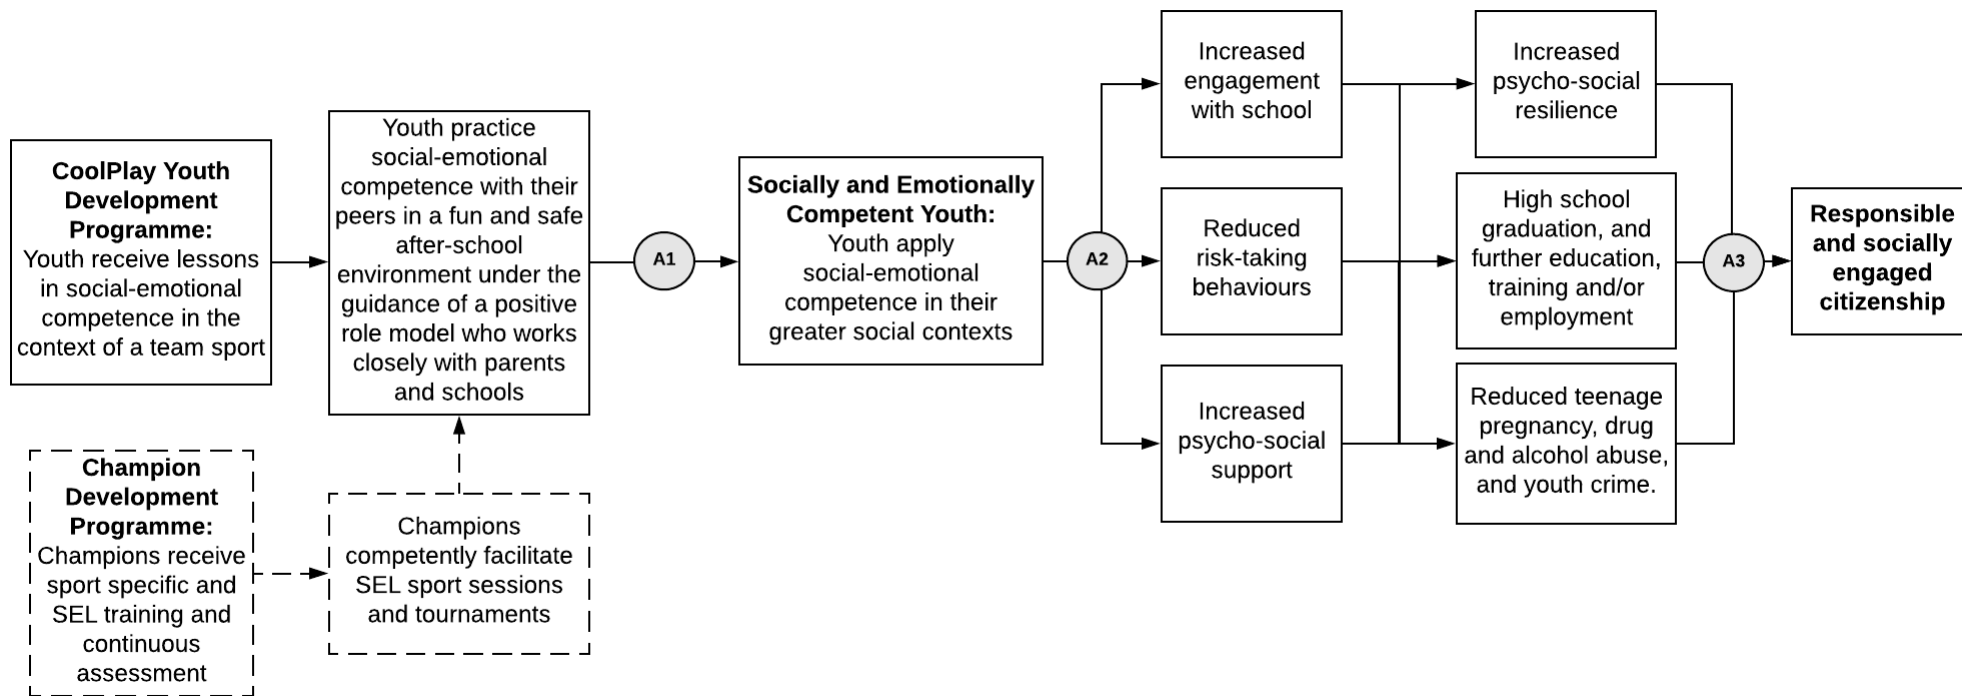 CoolPlay Youth
Development
Programme:
Youth receive lessons
in social-emotional
competence in the
context of a team sport
Champion
Development
Programme:
Champions receive
sport specific and
SEL training and
continuous
assessment
Youth practice
social-emotional
competence with their
peers in a fun and safe
after-school
environment under the
guidance of a positive
role model who works
closely with parents
and schools
Champions
competently facilitate
SEL sport sessions
and tournaments
A1
Socially and Emotionally
Competent Youth:
Youth apply
social-emotional
competence in their
greater social contexts
A2
Increased
engagement with
with school
Reduced
risk-taking
behaviours
Increased
psycho-social
support
Increased
psycho-social
resilience
High school
graduation, and
further education,
training and/or
employment
Reduced teenage
pregnancy, drug
and alcohol abuse,
and youth crime.
A3
Responsible
and socially
engaged
citizenship